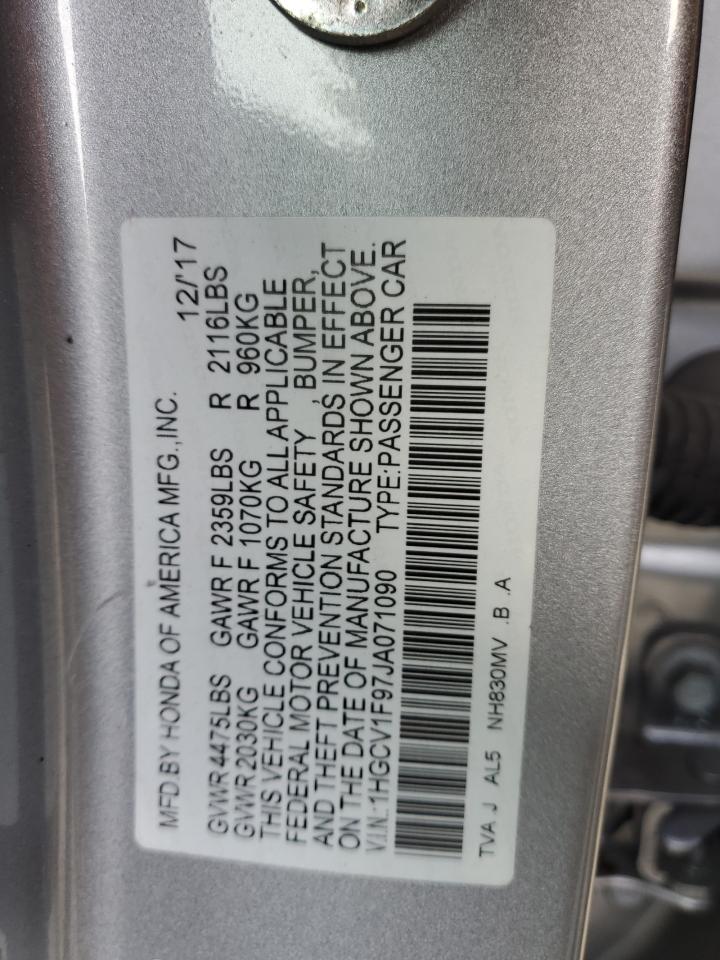 MFD.BY HONDA OF AMERICA MFG.,INC. 12/'17
GVWR 4475LBS GAWR F 2359LBS R 2116LBS
GVWR 2030KG GAWR F 1070KG R 960KG
THIS VEHICLE CONFORMS TO ALL APPLICABLE
FEDERAL MOTOR VEHICLE SAFETY , BUMPER,
AND THEFT PREVENTION STANDARDS IN EFFECT
ON THE DATE OF MANUFACTURE SHOWN ABOVE.
V.I.N.:1HGCV1F97JA071090 TYPE:PASSENGER CAR
TVA J AL5 NH830MV .B .A